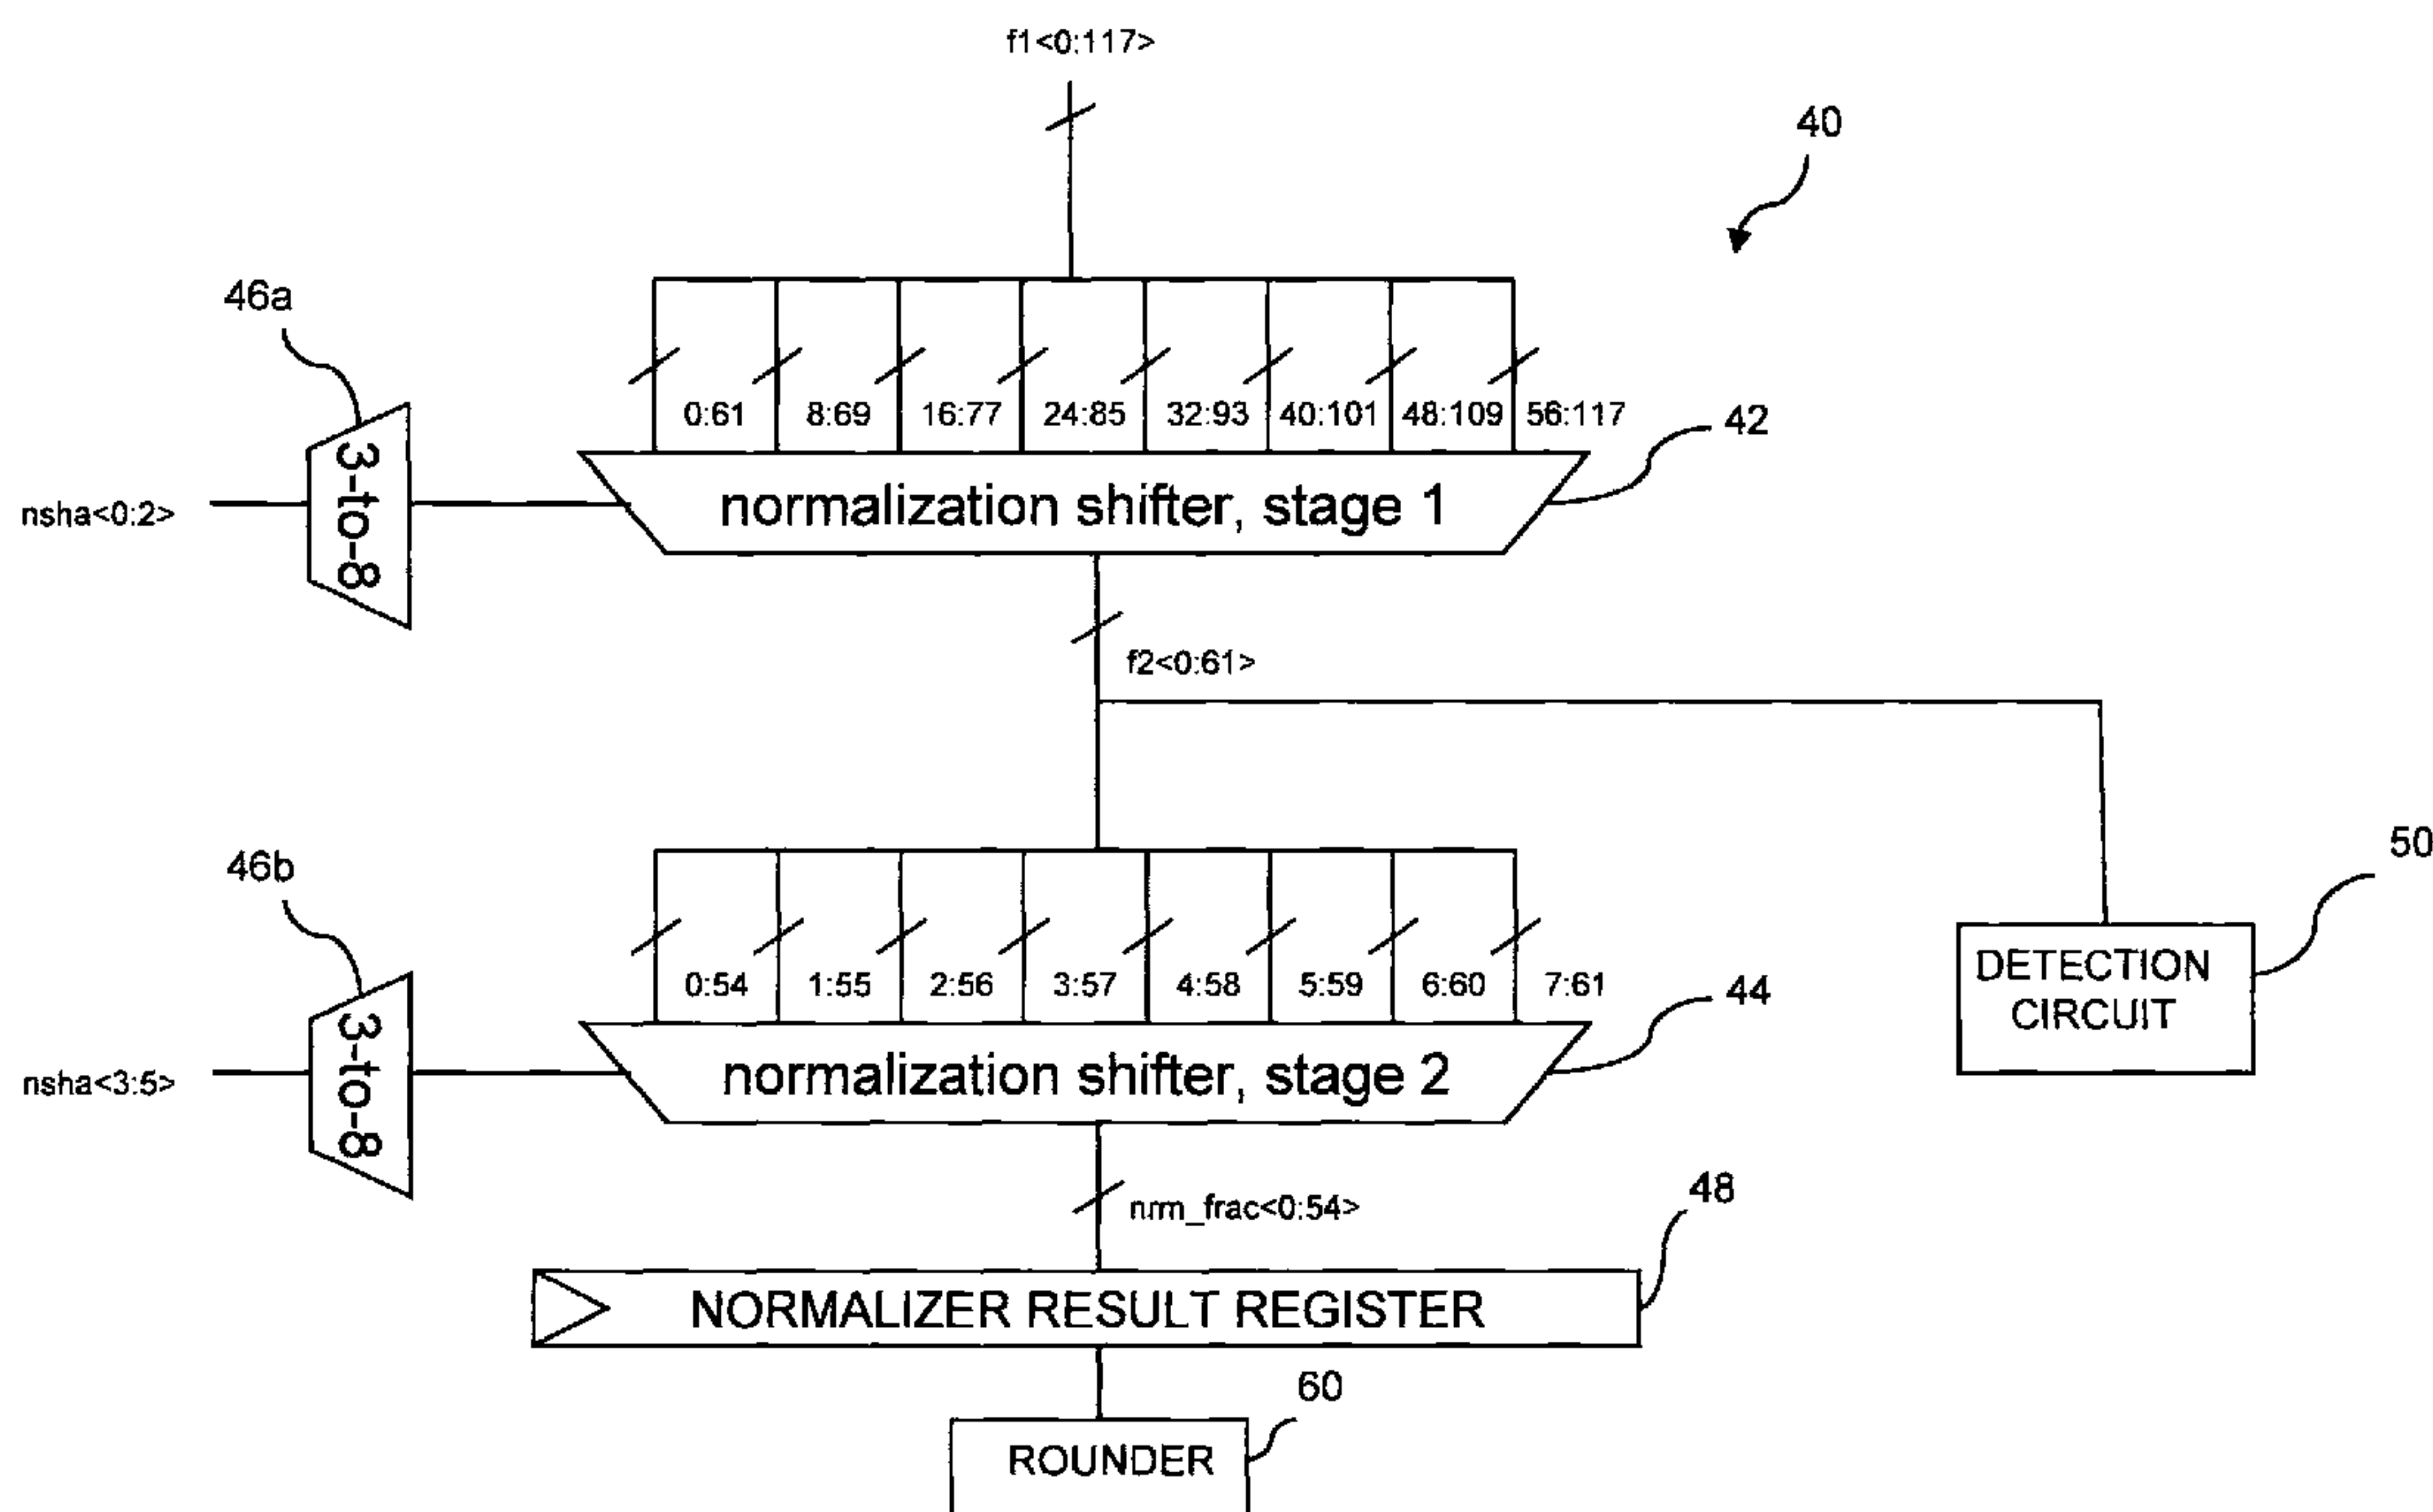 f1<0:117>
40
46a
0:61 8:69 16:77 24:85 32:93 40:101 48:109 56:117
42
3-to-8
nsha<0:2>
normalization shifter, stage 1
f2<0:61>
50
46b
DETECTION
CIRCUIT
0:54 1:55 2:56 3:57 4:58 5:59 6:60 7:61
44
3-to-8
nsha<3:5>
normalization shifter, stage 2
nrm_frac<0:54>
48
NORMALIZER RESULT REGISTER
60
ROUNDER